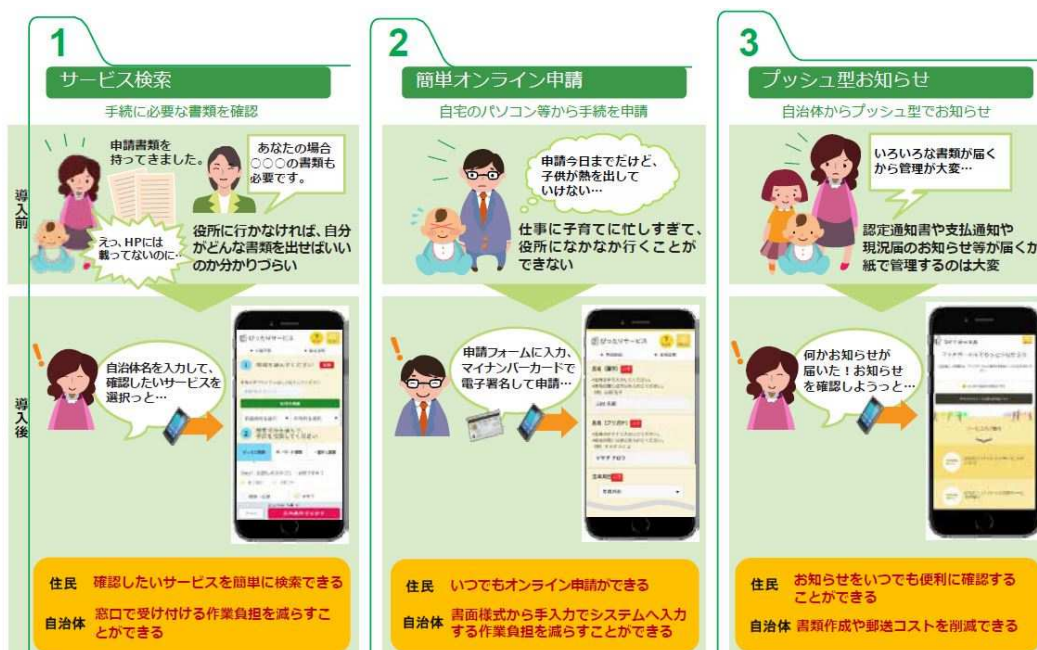 1
サービス検索
手続に必要な書類を確認
導入前
申請書類を
持ってきました。
あなたの場合
○○○の書類も
必要です。
えっ、HPには
載ってないのに…
役所に行かなければ、自分
がどんな書類を出せばいい
のか分かりづらい
導入後
自治体名を入力して、
確認したいサービスを
選択っと…
ぴったりサービス
住民 確認したいサービスを簡単に検索できる
自治体 窓口で受け付ける作業負担を減らすこ
とができる
2
簡単オンライン申請
自宅のパソコン等から手続を申請
申請今日までだけど、
子供が熱を出して
いけない…
仕事に子育てに忙しすぎて、
役所になかなか行くことが
できない
申請フォームに入力、
マイナンバーカードで
電子署名して申請…
ぴったりサービス
住民 いつでもオンライン申請ができる
自治体 書面様式から手入力でシステムへ入力
する作業負担を減らすことができる
3
プッシュ型お知らせ
自治体からプッシュ型でお知らせ
いろいろな書類が届く
から管理が大変…
認定通知書や支払通知や
現況届のお知らせ等が届くが
紙で管理するのは大変
何かお知らせが
届いた！お知らせ
を確認しようっと…
住民 お知らせをいつでも便利に確認する
ことができる
自治体 書類作成や郵送コストを削減できる